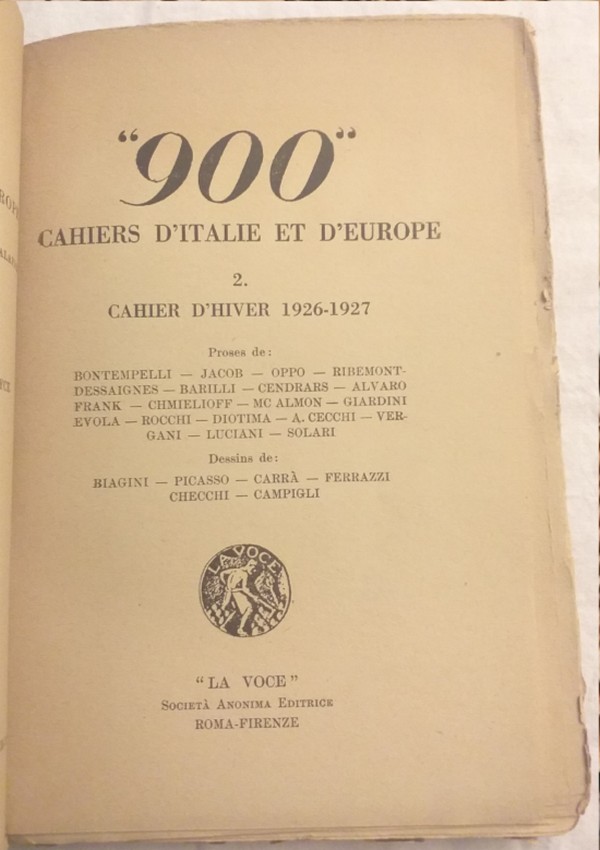 “900”
CAHIERS D'ITALIE ET D'EUROPE
2.
CAHIER D'HIVER 1926-1927
Proses de:
BONTEMPELLI — JACOB — OPPO — RIBEMONT-
DESSAIGNES — BARILLI — CENDRARS — ALVARO
FRANK — CHMIELIOFF — MC ALMON — GIARDINI
EVOLA — ROCCHI — DIOTIMA — A. CECCHI — VER-
GANI — LUCIANI — SOLARI
Dessins de:
BIAGINI — PICASSO — CARRÀ — FERRAZZI
CHECCHI — CAMPIGLI
LA VOCE
“LA VOCE”
SOCIETÀ ANONIMA EDITRICE
ROMA-FIRENZE